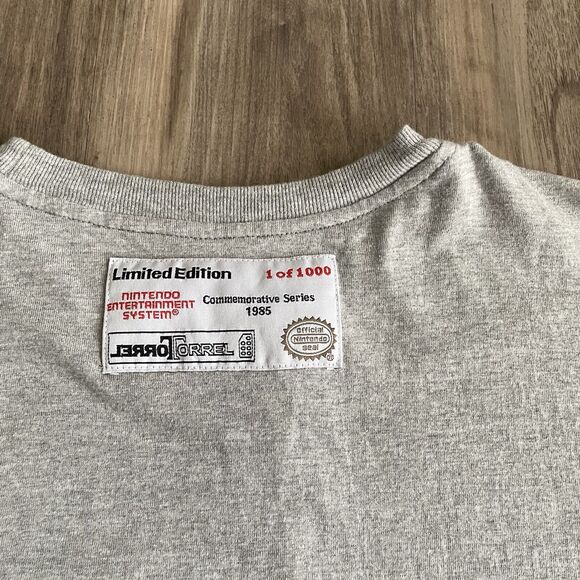 Limited Edition 1 of 1000
NINTENDO
ENTERTAINMENT
SYSTEM®
Commemorative Series
1985
TORREL TORREL
Official
Nintendo
seal
®